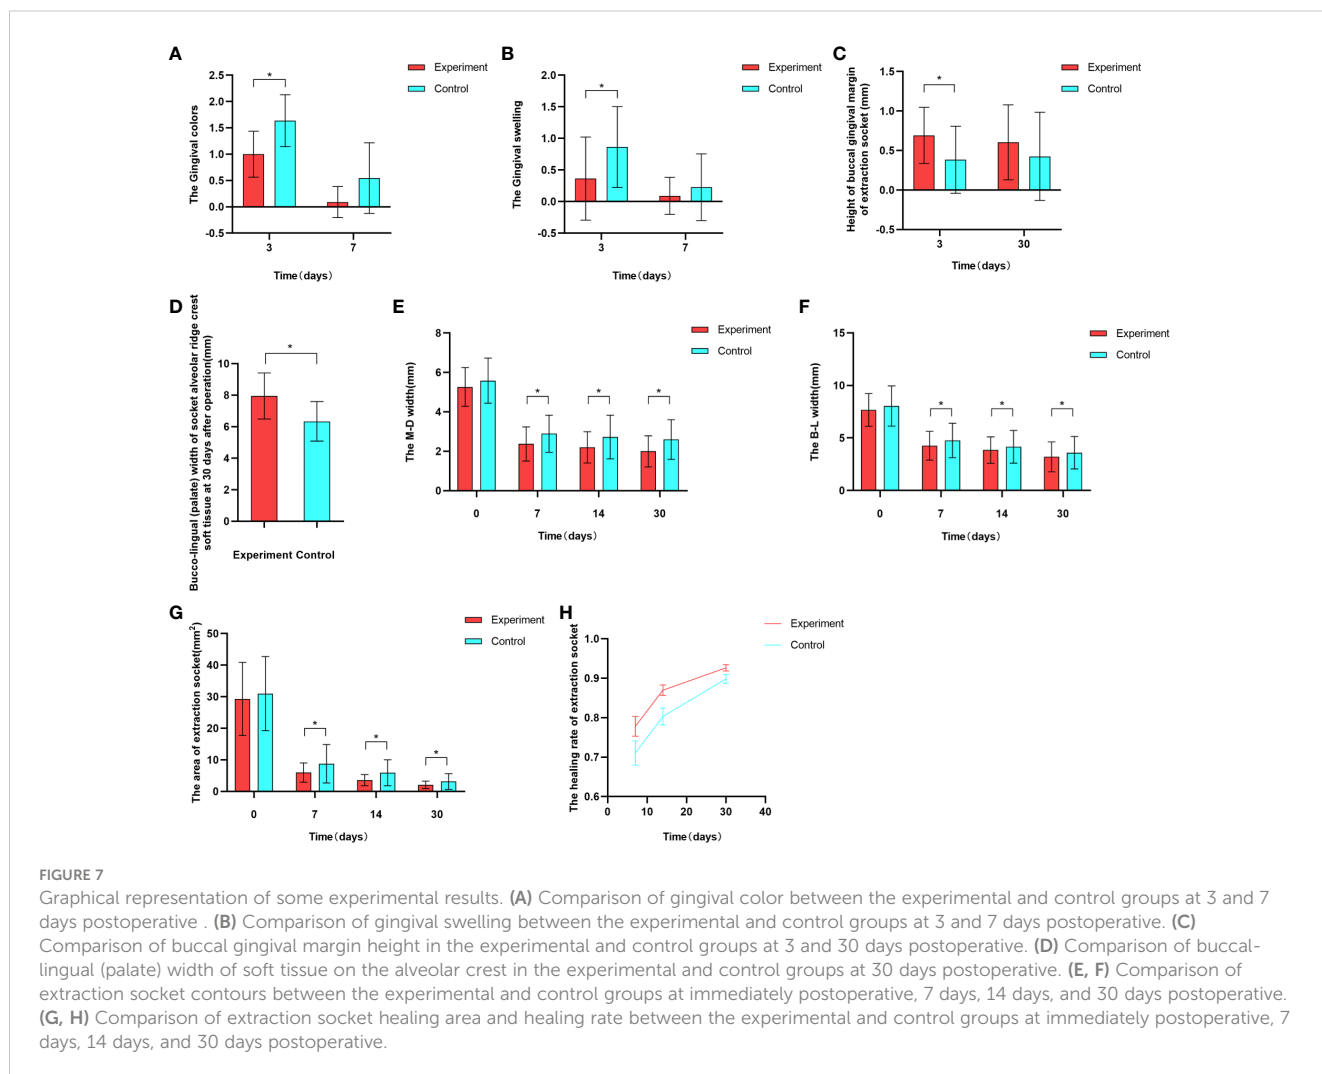 A
Experiment
Control
The Gingival colors
2.5
2.0
1.5
1.0
0.5
0.0
-0.5
*
3
7
Time(days)
B
Experiment
Control
The Gingival swelling
2.0
1.5
1.0
0.5
0.0
-0.5
*
3
7
Time(days)
C
Experiment
Control
Height of buccal gingival margin
of extraction socket (mm)
1.5
1.0
0.5
0.0
-0.5
*
3
30
Time(days)
D
Bucco-lingual (palate) width of socket alveolar ridge crest
soft tissue at 30 days after operation(mm)
10
8
6
4
2
0
*
Experiment Control
E
Experiment
Control
The M-D width(mm)
8
6
4
2
0
*
*
*
0
7
14
30
Time(days)
F
Experiment
Control
The B-L width(mm)
15
10
5
0
*
*
*
0
7
14
30
Time(days)
G
Experiment
Control
The area of extraction socket(mm²)
50
40
30
20
10
0
*
*
*
0
7
14
30
Time(days)
H
Experiment
Control
The healing rate of extraction socket
1.0
0.9
0.8
0.7
0.6
0
10
20
30
40
Time(days)
FIGURE 7
Graphical representation of some experimental results. (A) Comparison of gingival color between the experimental and control groups at 3 and 7
days postoperative . (B) Comparison of gingival swelling between the experimental and control groups at 3 and 7 days postoperative. (C)
Comparison of buccal gingival margin height in the experimental and control groups at 3 and 30 days postoperative. (D) Comparison of buccal-
lingual (palate) width of soft tissue on the alveolar crest in the experimental and control groups at 30 days postoperative. (E, F) Comparison of
extraction socket contours between the experimental and control groups at immediately postoperative, 7 days, 14 days, and 30 days postoperative.
(G, H) Comparison of extraction socket healing area and healing rate between the experimental and control groups at immediately postoperative, 7
days, 14 days, and 30 days postoperative.